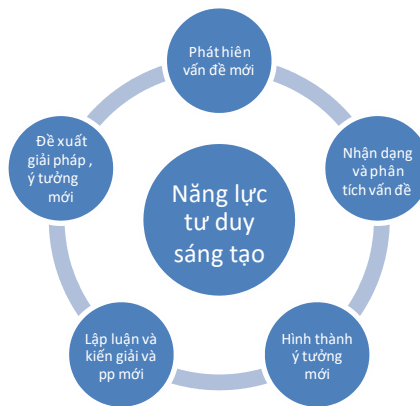 Phát hiên
vấn đề mới
Nhận dạng
và phân
tích vấn đề
Hình thành
ý tưởng
mới
Lập luận và
kiến giải và
pp mới
Đề xuất
giải pháp ,
ý tưởng
mới
Năng lực
tư duy
sáng tạo